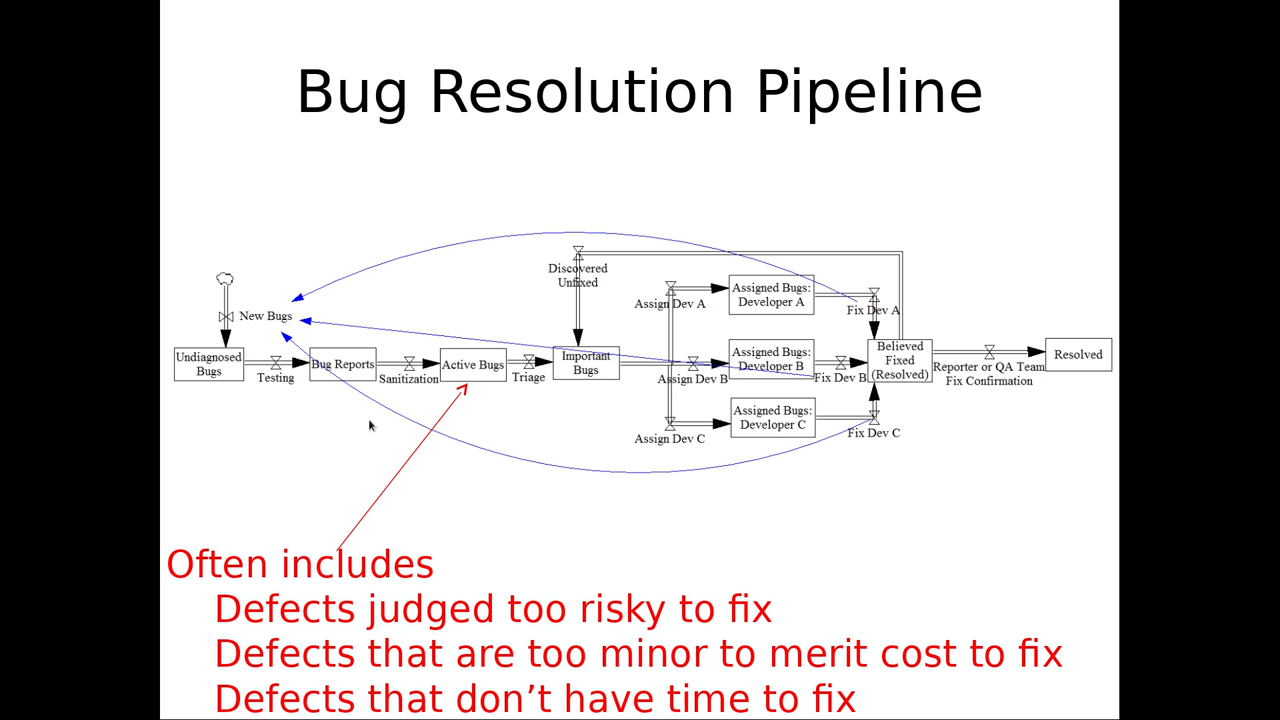 Bug Resolution Pipeline
Discovered
Unfixed
New Bugs
Undiagnosed
Bugs
Testing
Bug Reports
Sanitization
Active Bugs
Triage
Important
Bugs
Assign Dev A
Assigned Bugs:
Developer A
Fix Dev A
Assign Dev B
Assigned Bugs:
Developer B
Fix Dev B
Assign Dev C
Assigned Bugs:
Developer C
Fix Dev C
Believed
Fixed
(Resolved)
Reporter or QA Team
Fix Confirmation
Resolved
Often includes
Defects judged too risky to fix
Defects that are too minor to merit cost to fix
Defects that don’t have time to fix